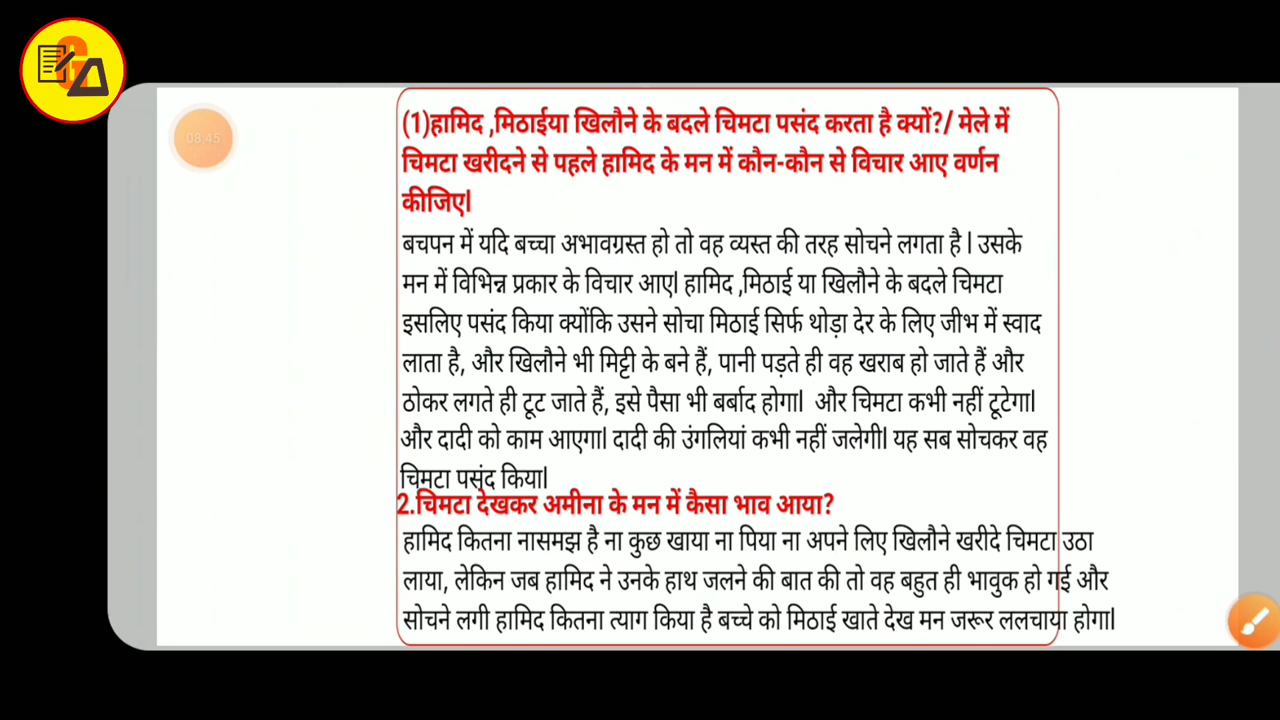 08:45
(1)हामिद ,मिठाईया खिलौने के बदले चिमटा पसंद करता है क्यों?/ मेले में
चिमटा खरीदने से पहले हामिद के मन में कौन-कौन से विचार आए वर्णन
कीजिए।
बचपन में यदि बच्चा अभावग्रस्त हो तो वह व्यस्त की तरह सोचने लगता है । उसके
मन में विभिन्न प्रकार के विचार आए। हामिद ,मिठाई या खिलौने के बदले चिमटा
इसलिए पसंद किया क्योंकि उसने सोचा मिठाई सिर्फ थोड़ा देर के लिए जीभ में स्वाद
लाता है, और खिलौने भी मिट्टी के बने हैं, पानी पड़ते ही वह खराब हो जाते हैं और
ठोकर लगते ही टूट जाते हैं, इसे पैसा भी बर्बाद होगा। और चिमटा कभी नहीं टूटेगा।
और दादी को काम आएगा। दादी की उंगलियां कभी नहीं जलेगी। यह सब सोचकर वह
चिमटा पसंद किया।
2.चिमटा देखकर अमीना के मन में कैसा भाव आया?
हामिद कितना नासमझ है ना कुछ खाया ना पिया ना अपने लिए खिलौने खरीदे चिमटा उठा
लाया, लेकिन जब हामिद ने उनके हाथ जलने की बात की तो वह बहुत ही भावुक हो गई और
सोचने लगी हामिद कितना त्याग किया है बच्चे को मिठाई खाते देख मन जरूर ललचाया होगा।